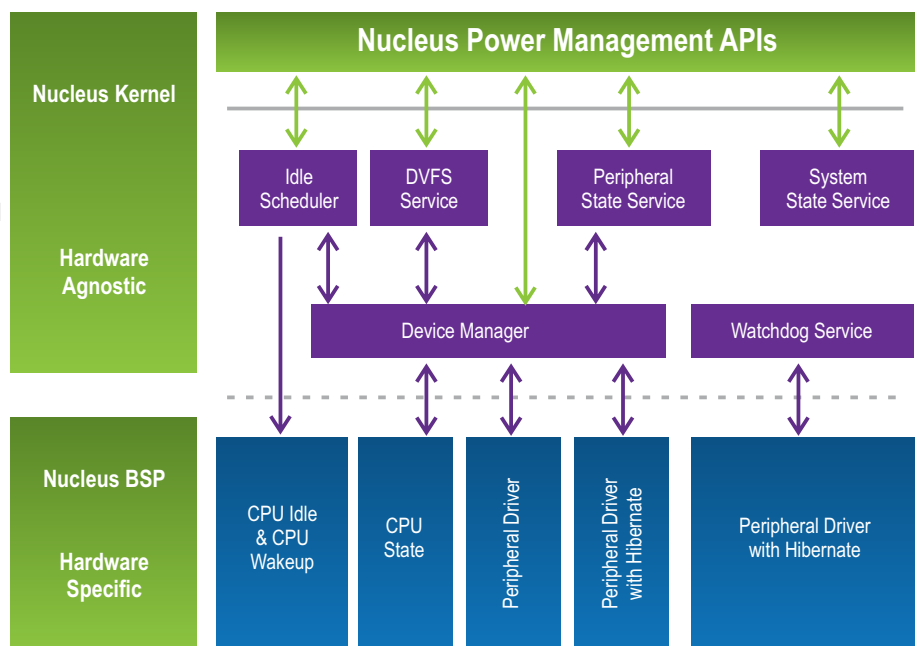 Nucleus Power Management APIs
Nucleus Kernel
Idle
Scheduler
DVFS
Service
Peripheral
State Service
System
State Service
Hardware
Agnostic
Device Manager
Watchdog Service
Nucleus BSP
Hardware
Specific
CPU Idle
& CPU
Wakeup
CPU
State
Peripheral Driver
Peripheral Driver
with Hibernate
Peripheral Driver
with Hibernate